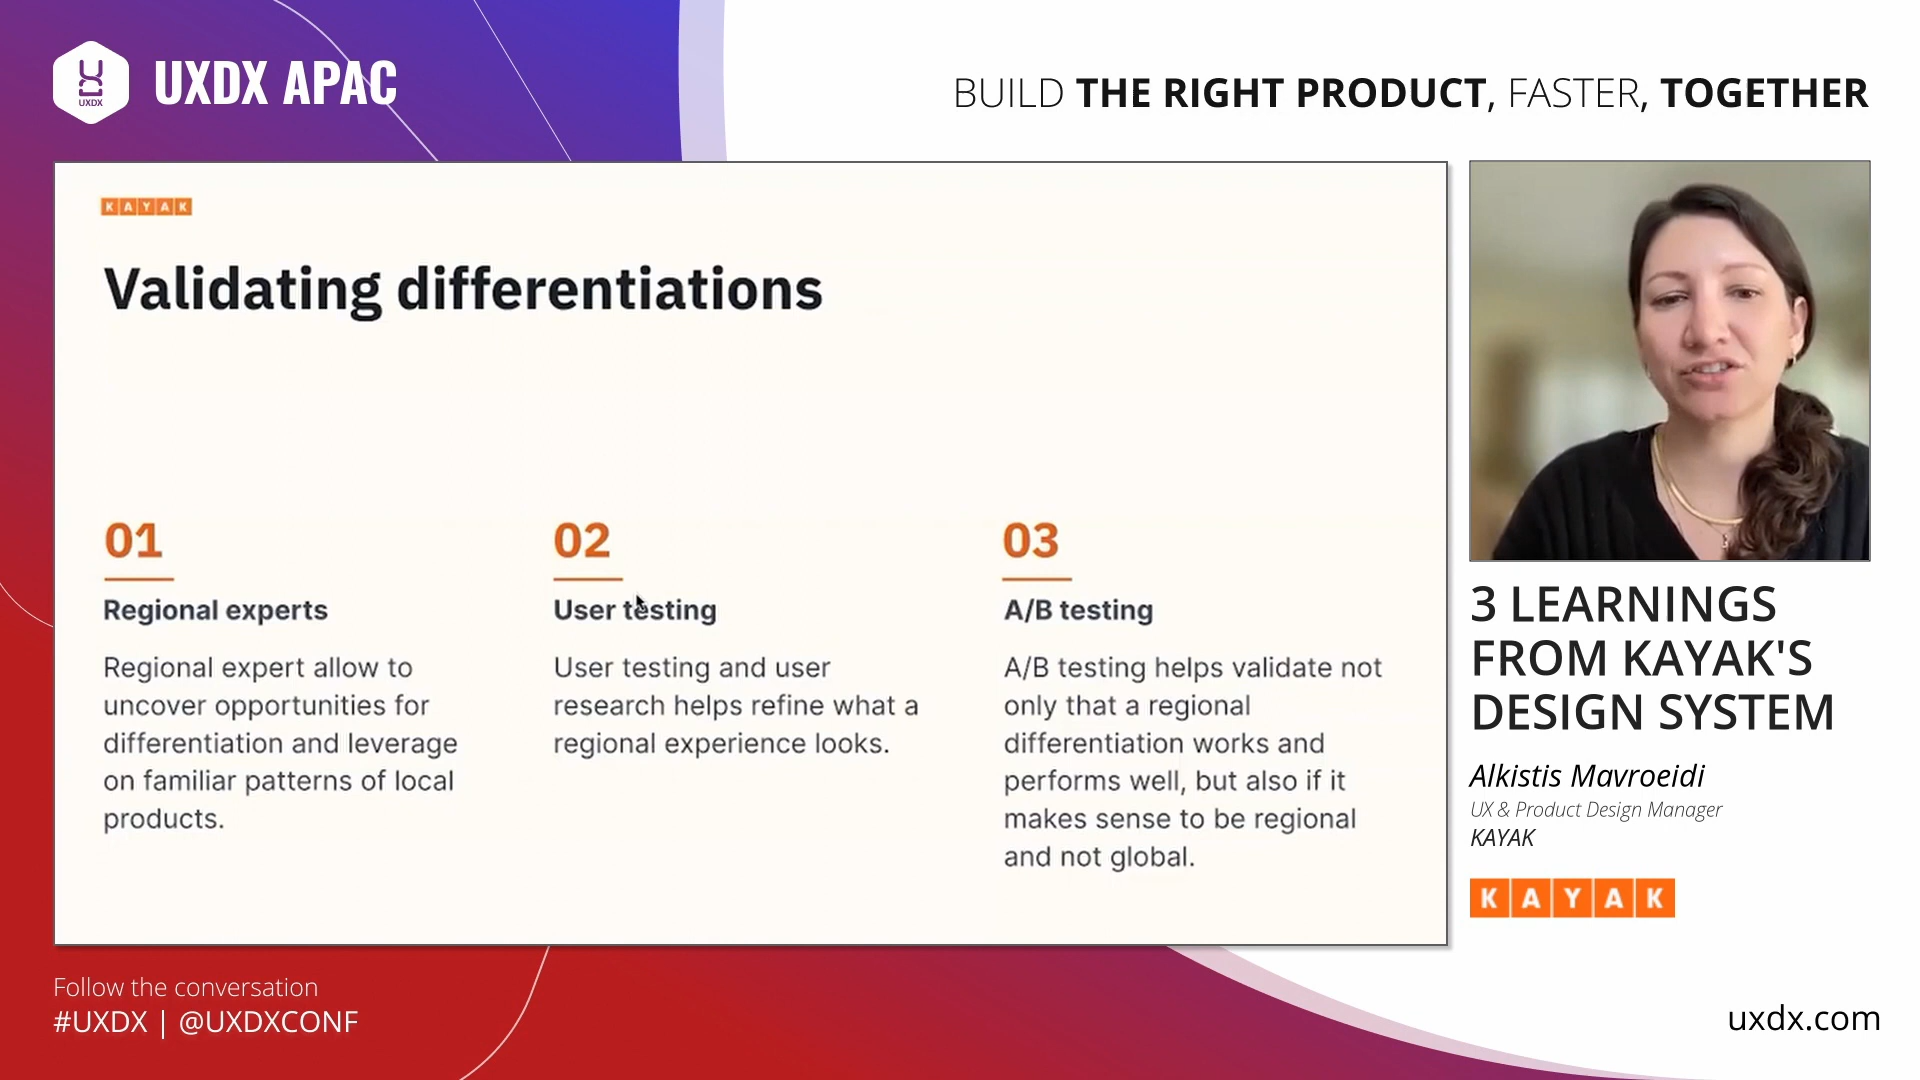 UXDX
UXDX APAC
BUILD THE RIGHT PRODUCT, FASTER, TOGETHER
KAYAK
Validating differentiations
01
Regional experts
Regional expert allow to
uncover opportunities for
differentiation and leverage
on familiar patterns of local
products.
02
User testing
User testing and user
research helps refine what a
regional experience looks.
03
A/B testing
A/B testing helps validate not
only that a regional
differentiation works and
performs well, but also if it
makes sense to be regional
and not global.
3 LEARNINGS
FROM KAYAK'S
DESIGN SYSTEM
Alkistis Mavroeidi
UX & Product Design Manager
KAYAK
KAYAK
Follow the conversation
#UXDX | @UXDXCONF
uxdx.com